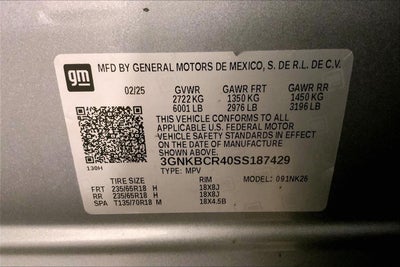 gm
MFD BY GENERAL MOTORS DE MEXICO, S. DE R.L. DE C.V.
02/25 GVWR GAWR FRT GAWR RR
2722 KG 1350 KG 1450 KG
6001 LB 2976 LB 3196 LB
THIS VEHICLE CONFORMS TO ALL
APPLICABLE U.S. FEDERAL MOTOR
VEHICLE SAFETY STANDARDS IN EFFECT ON
THE DATE OF MANUFACTURE
SHOWN ABOVE.
3GNKBCR40SS187429
130H TYPE: MPV
TIRE SIZE RIM MODEL: 091NK26
FRT 235/65R18 H 18X8J
RR 235/65R18 H 18X8J
SPA T135/70R18 M 18X4.5B